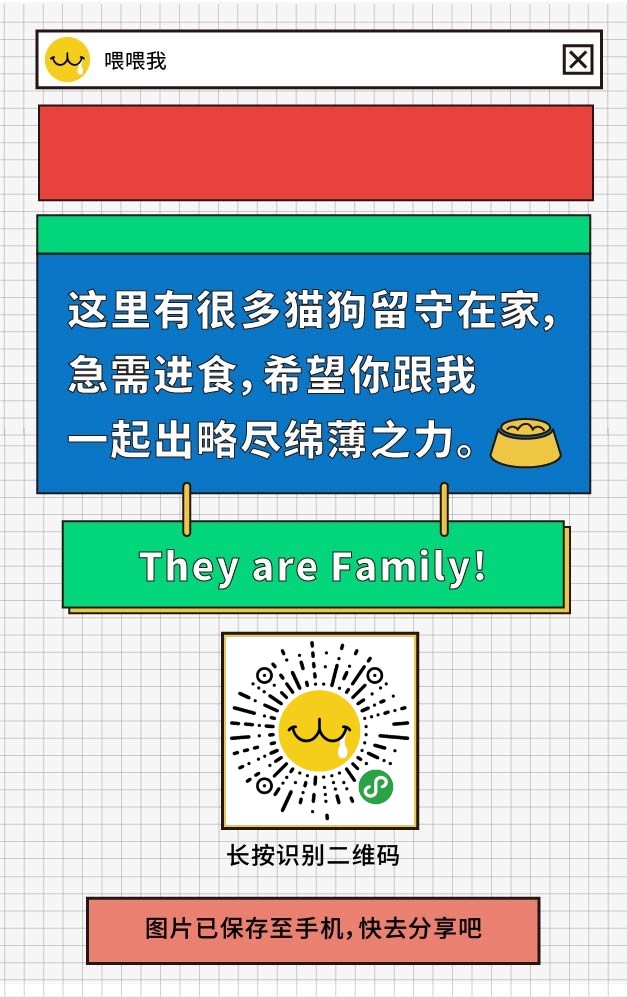 喂喂我
这里有很多猫狗留守在家，
急需进食，希望你跟我
一起出略尽绵薄之力。
They are Family!
长按识别二维码
图片已保存至手机，快去分享吧